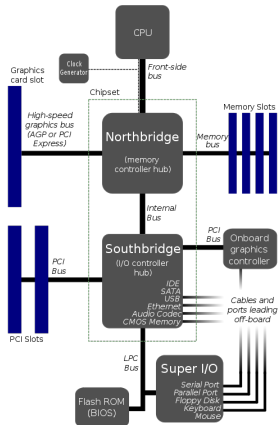 CPU
Clock
Generator
Front-side
bus
Graphics
card slot
Chipset
High-speed
graphics bus
(AGP or PCI
Express)
Northbridge
(memory
controller hub)
Memory
bus
Memory Slots
Internal
Bus
Southbridge
(I/O controller
hub)
PCI
Bus
PCI
Bus
Onboard
graphics
controller
IDE
SATA
USB
Ethernet
Audio Codec
CMOS Memory
Cables and
ports leading
off-board
PCI Slots
LPC
Bus
Super I/O
Serial Port
Parallel Port
Floppy Disk
Keyboard
Mouse
Flash ROM
(BIOS)